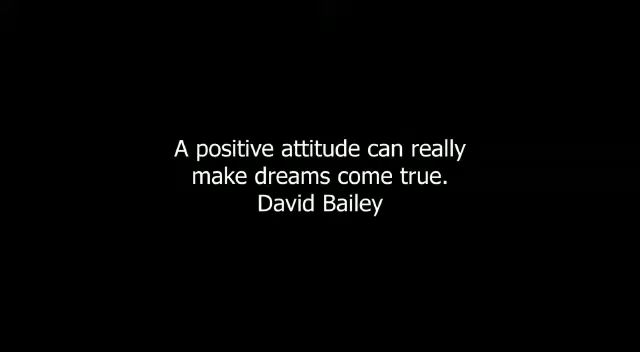 A positive attitude can really
make dreams come true.
David Bailey